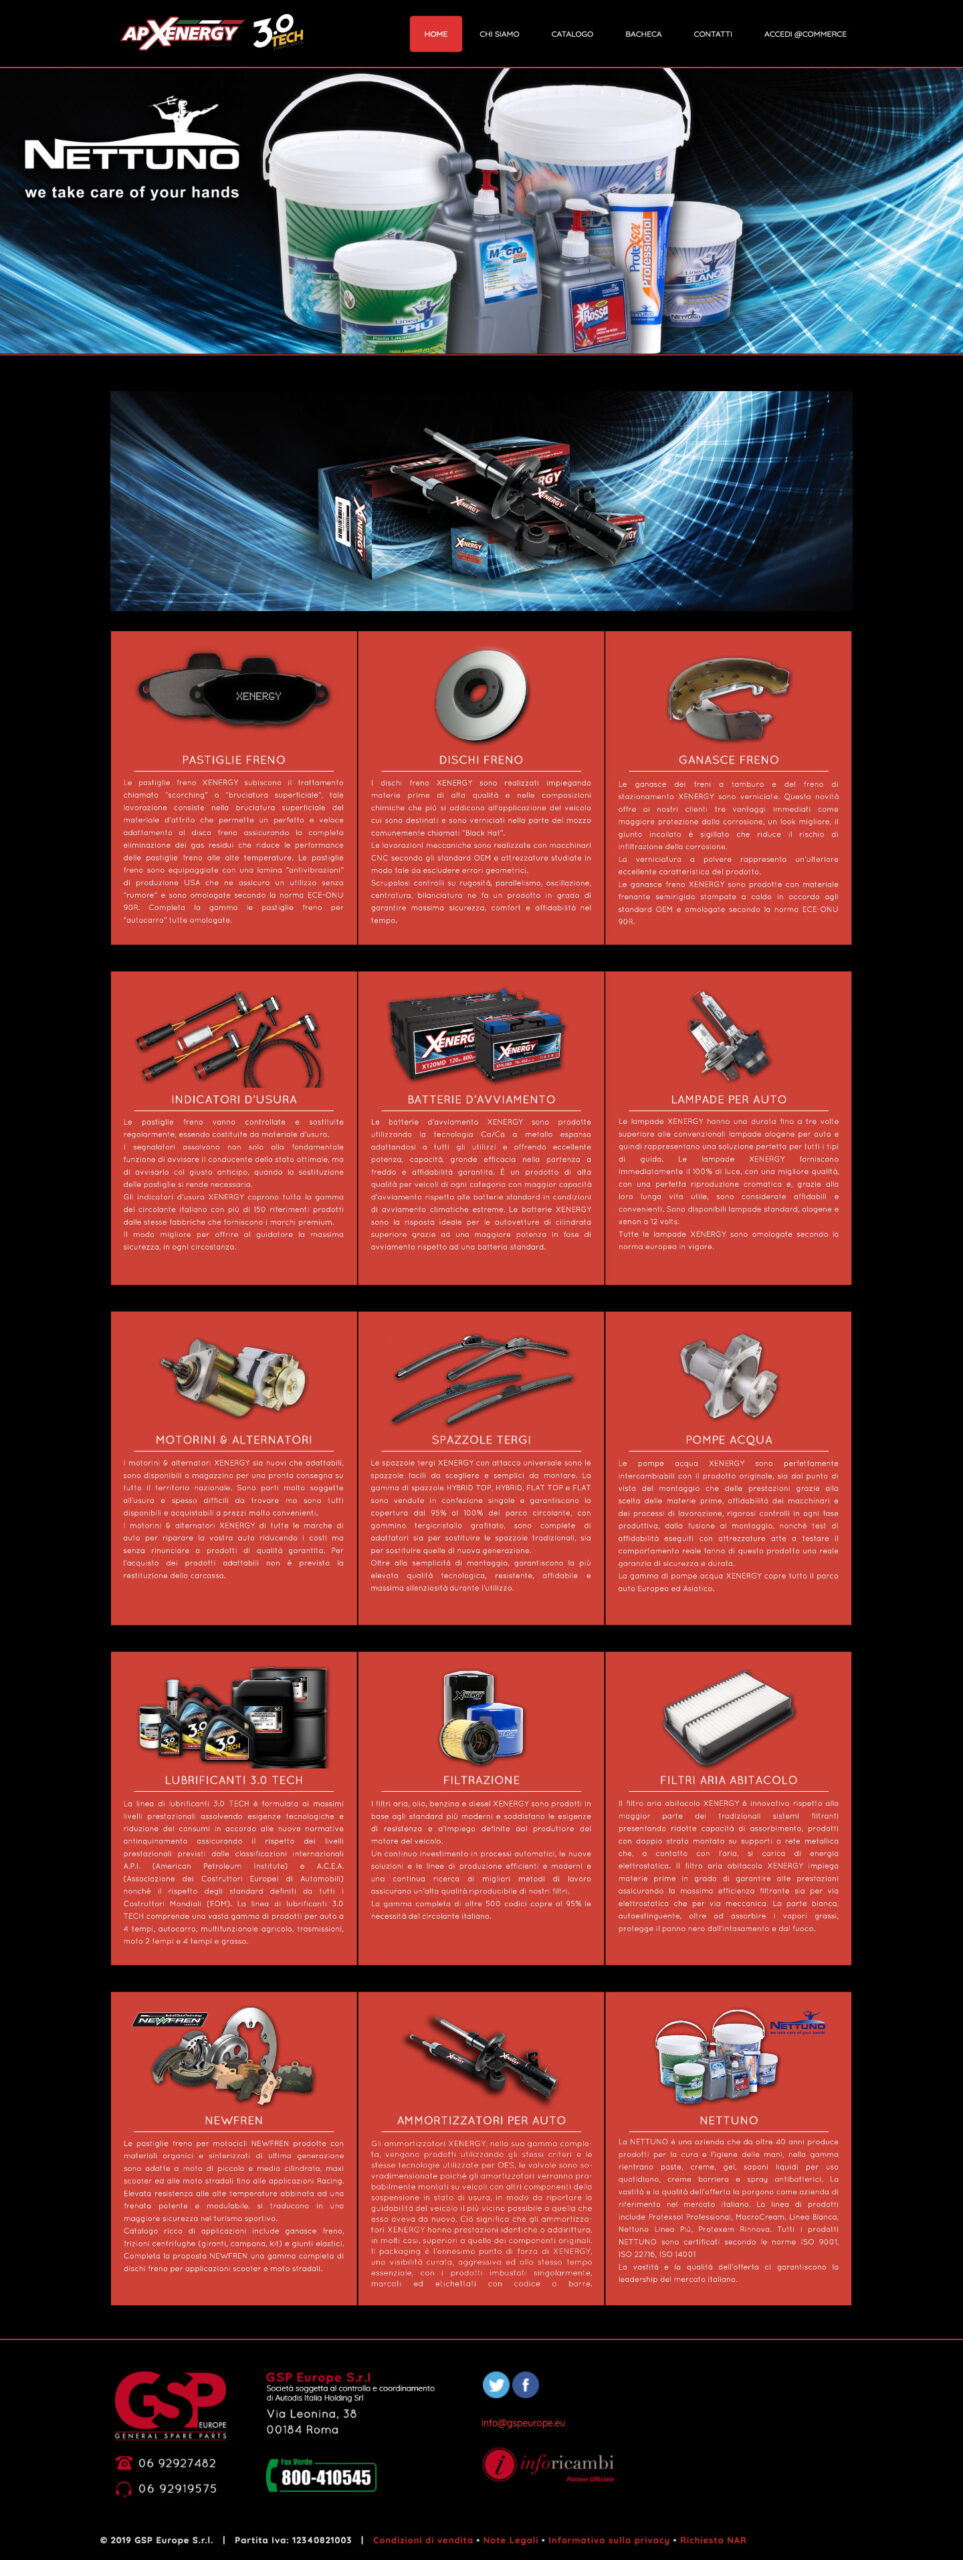 APXENERGY 3.0 TECH
HOME CHI SIAMO CATALOGO BACHECA CONTATTI ACCEDI @COMMERCE
NETTUNO
we take care of your hands
Macro
Rossa
Protexsol Professional
Linea BLANCA
Linea PIÙ
XENERGY
XENERGY
XENERGY
XENERGY
XENERGY
PASTIGLIE FRENO
Le pastiglie freno XENERGY subiscono il trattamento
chiamato "scorching" o "bruciatura superficiale", tale
lavorazione consiste nella bruciatura superficiale del
materiale d'attrito che permette un perfetto e veloce
adattamento al disco freno assicurando la completa
eliminazione dei gas residui che riduce le performance
delle pastiglie freno alle alte temperature. Le pastiglie
freno sono equipaggiate con una lamina "antivibrazioni"
di produzione USA che ne assicura un utilizzo senza
"rumore" e sono omologate secondo la norma ECE-ONU
90R. Completa la gamma le pastiglie freno per
"autocarro" tutte omologate.
DISCHI FRENO
I dischi freno XENERGY sono realizzati impiegando
materie prime di alta qualità e nelle composizioni
chimiche che più si addicono all'applicazione del veicolo
cui sono destinati e sono verniciati nella parte del mozzo
comunemente chiamati "Black Hat".
Le lavorazioni meccaniche sono realizzate con macchinari
CNC secondo gli standard OEM e attrezzature studiate in
modo tale da escludere errori geometrici.
Scrupolosi controlli su rugosità, parallelismo, oscillazione,
centratura, bilanciatura ne fa un prodotto in grado di
garantire massima sicurezza, comfort e affidabilità nel
tempo.
GANASCE FRENO
Le ganasce dei freni a tamburo e del freno di
stazionamento XENERGY sono verniciate. Questa novità
offre ai nostri clienti tre vantaggi immediati come
maggiore protezione dalla corrosione, un look migliore, il
giunto incollato è sigillato che riduce il rischio di
infiltrazione della corrosione.
La verniciatura a polvere rappresenta un'ulteriore
eccellente caratteristica del prodotto.
Le ganasce freno XENERGY sono prodotte con materiale
frenante semirigido stampate a caldo in accordo agli
standard OEM e omologate secondo la norma ECE-ONU
90R.
XENERGY
X120MD 120Ah 800A
XENERGY
INDICATORI D'USURA
Le pastiglie freno vanno controllate e sostituite
regolarmente, essendo costituite da materiale d'usura.
I segnalatori assolvono non solo alla fondamentale
funzione di avvisare il conducente dello stato ottimale, ma
di avvisarlo col giusto anticipo, quando la sostituzione
delle pastiglie si rende necessaria.
Gli indicatori d'usura XENERGY coprono tutta la gamma
del circolante italiano con più di 150 riferimenti prodotti
dalle stesse fabbriche che forniscono i marchi premium.
Il modo migliore per offrire al guidatore la massima
sicurezza, in ogni circostanza.
BATTERIE D'AVVIAMENTO
Le batterie d'avviamento XENERGY sono prodotte
utilizzando la tecnologia Ca/Ca a metallo espanso
adattandosi a tutti gli utilizzi e offrendo eccellente
potenza, capacità, grande efficacia nella partenza a
freddo e affidabilità garantita. È un prodotto di alta
qualità per veicoli di ogni categoria con maggior capacità
d'avviamento rispetto alle batterie standard in condizioni
di avviamento climatiche estreme. Le batterie XENERGY
sono la risposta ideale per le autovetture di cilindrata
superiore grazie ad una maggiore potenza in fase di
avviamento rispetto ad una batteria standard.
LAMPADE PER AUTO
Le lampade XENERGY hanno una durata fino a tre volte
superiore alle convenzionali lampade alogene per auto e
quindi rappresentano una soluzione perfetta per tutti i tipi
di guida. Le lampade XENERGY forniscono
immediatamente il 100% di luce, con una migliore qualità,
con una perfetta riproduzione cromatica e, grazie alla
loro lunga vita utile, sono considerate affidabili e
convenienti. Sono disponibili lampade standard, alogene e
xenon a 12 volts.
Tutte le lampade XENERGY sono omologate secondo la
norma europea in vigore.
MOTORINI & ALTERNATORI
I motorini & alternatori XENERGY sia nuovi che adattabili,
sono disponibili a magazzino per una pronta consegna su
tutto il territorio nazionale. Sono parti molto soggette
all'usura e spesso difficili da trovare ma sono tutti
disponibili e acquistabili a prezzi molto convenienti.
I motorini & alternatori XENERGY di tutte le marche di
auto per riparare la vostra auto riducendo i costi ma
senza rinunciare a prodotti di qualità garantita. Per
l'acquisto dei prodotti adattabili non è prevista la
restituzione della carcassa.
SPAZZOLE TERGI
Le spazzole tergi XENERGY con attacco universale sono le
spazzole facili da scegliere e semplici da montare. La
gamma di spazzole HYBRID TOP, HYBRID, FLAT TOP e FLAT
sono vendute in confezione singole e garantiscono la
copertura dal 95% al 100% del parco circolante, con
gommino tergicristallo grafitato, sono complete di
adattatori sia per sostituire le spazzole tradizionali, sia
per sostituire quelle di nuova generazione.
Oltre alla semplicità di montaggio, garantiscono la più
elevata qualità tecnologica, resistente, affidabile e
massima silenziosità durante l'utilizzo.
POMPE ACQUA
Le pompe acqua XENERGY sono perfettamente
intercambiabili con il prodotto originale, sia dal punto di
vista del montaggio che delle prestazioni grazie alla
scelta delle materie prime, affidabilità dei macchinari e
dei processi di lavorazione, rigorosi controlli in ogni fase
produttiva, dalla fusione al montaggio, nonché test di
affidabilità eseguiti con attrezzature atte a testare il
comportamento reale fanno di questo prodotto una reale
garanzia di sicurezza e durata.
La gamma di pompe acqua XENERGY copre tutto il parco
auto Europeo ed Asiatico.
3.0
3.0 TECH
XENERGY
LUBRIFICANTI 3.0 TECH
La linea di lubrificanti 3.0 TECH è formulata ai massimi
livelli prestazionali assolvendo esigenze tecnologiche e
riduzione dei consumi in accordo alle nuove normative
antinquinamento assicurando il rispetto dei livelli
prestazionali previsti dalle classificazioni internazionali
A.P.I. (American Petroleum Institute) e A.C.E.A.
(Associazione dei Costruttori Europei di Automobili)
nonché il rispetto degli standard definiti da tutti i
Costruttori Mondiali (EOM). La linea di lubrificanti 3.0
TECH comprende una vasta gamma di prodotti per auto a
4 tempi, autocarro, multifunzionale agricolo, trasmissioni,
moto 2 tempi e 4 tempi e grasso.
FILTRAZIONE
I filtri aria, olio, benzina e diesel XENERGY sono prodotti in
base agli standard più moderni e soddisfano le esigenze
di resistenza e d'impiego definite dal produttore del
motore del veicolo.
Un continuo investimento in processi automatici, le nuove
soluzioni e le linee di produzione efficienti e moderni e
una continua ricerca di migliori metodi di lavoro
assicurano un'alta qualità riproducibile di nostri filtri.
La gamma completa di oltre 500 codici copre al 95% le
necessità del circolante italiano.
FILTRI ARIA ABITACOLO
Il filtro aria abitacolo XENERGY è innovativo rispetto alla
maggior parte dei tradizionali sistemi filtranti
presentando ridotte capacità di assorbimento, prodotti
con doppio strato montato su supporti a rete metallica
che, a contatto con l'aria, si carica di energia
elettrostatica. Il filtro aria abitacolo XENERGY impiega
materie prime in grado di garantire alte prestazioni
assicurando la massima efficienza filtrante sia per via
elettrostatica che per via meccanica. La parte bianca,
autoestinguente, oltre ad assorbire i vapori grassi,
protegge il panno nero dall'intasamento e dal fuoco.
NEWFREN
NETTUNO
we take care of your hands
NEWFREN
Le pastiglie freno per motocicli NEWFREN prodotte con
materiali organici e sinterizzati di ultima generazione
sono adatte a moto di piccola e media cilindrata, maxi
scooter ed alle moto stradali fino alle applicazioni Racing.
Elevata resistenza alle alte temperature abbinata ad una
frenata potente e modulabile, si traducono in una
maggiore sicurezza nel turismo sportivo.
Catalogo ricco di applicazioni include ganasce freno,
frizioni centrifughe (giranti, campana, kit) e giunti elastici.
Completa la proposta NEWFREN una gamma completa di
dischi freno per applicazioni scooter e moto stradali.
AMMORTIZZATORI PER AUTO
Gli ammortizzatori XENERGY, nella sua gamma comple-
ta, vengono prodotti utilizzando gli stessi criteri e le
stesse tecnologie utilizzate per OES, le valvole sono so-
vradimensionate poiché gli amortizzatori verranno pro-
babilmente montati su veicoli con altri componenti della
sospensione in stato di usura, in modo da riportare la
guidabilità del veicolo il più vicino possibile a quella che
esso aveva da nuovo. Ciò significa che gli ammortizza-
tori XENERGY hanno prestazioni identiche o addirittura,
in molti casi, superiori a quelle dei componenti originali.
Il packaging è l'ennesimo punto di forza di XENERGY,
una visibilità curata, aggressiva ed allo stesso tempo
essenziale, con i prodotti imbustati singolarmente,
marcati ed etichettati con codice a barre.
NETTUNO
La NETTUNO è una azienda che da oltre 40 anni produce
prodotti per la cura e l'igiene delle mani, nella gamma
rientrano paste, creme, gel, saponi liquidi per uso
quotidiano, creme barriera e spray antibatterici. La
vastità e la qualità dell'offerta la porgono come azienda di
riferimento nel mercato italiano. La linea di prodotti
include Protexsol Professional, MacroCream, Linea Blanca,
Nettuno Linea Più, Protexem Rinnova. Tutti i prodotti
NETTUNO sono certificati secondo le norme ISO 9001,
ISO 22716, ISO 14001
La vastità e la qualità dell'offerta ci garantiscono la
leadership del mercato italiano.
GSP EUROPE
GENERAL SPARE PARTS
06 92927482
06 92919575
GSP Europe S.r.l
Società soggetta al controllo e coordinamento
di Autodis Italia Holding Srl
Via Leonina, 38
00184 Roma
Fax Verde
800-410545
info@gspeurope.eu
inforicambi
Partner Ufficiale
© 2019 GSP Europe S.r.l. | Partita Iva: 12340821003 | Condizioni di vendita • Note Legali • Informativa sulla privacy • Richiesta NAR